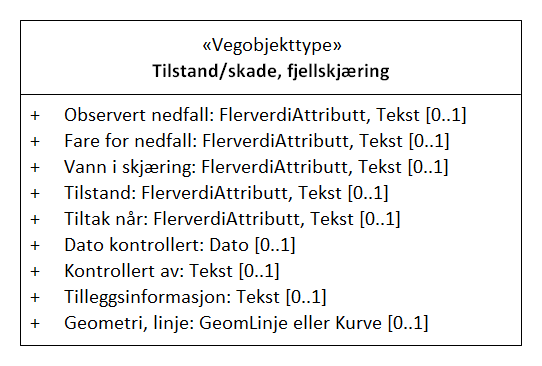 «Vegobjekttype»
Tilstand/skade, fjellskjæring
+ Observert nedfall: FlerverdiAttributt, Tekst [0..1]
+ Fare for nedfall: FlerverdiAttributt, Tekst [0..1]
+ Vann i skjæring: FlerverdiAttributt, Tekst [0..1]
+ Tilstand: FlerverdiAttributt, Tekst [0..1]
+ Tiltak når: FlerverdiAttributt, Tekst [0..1]
+ Dato kontrollert: Dato [0..1]
+ Kontrollert av: Tekst [0..1]
+ Tilleggsinformasjon: Tekst [0..1]
+ Geometri, linje: GeomLinje eller Kurve [0..1]